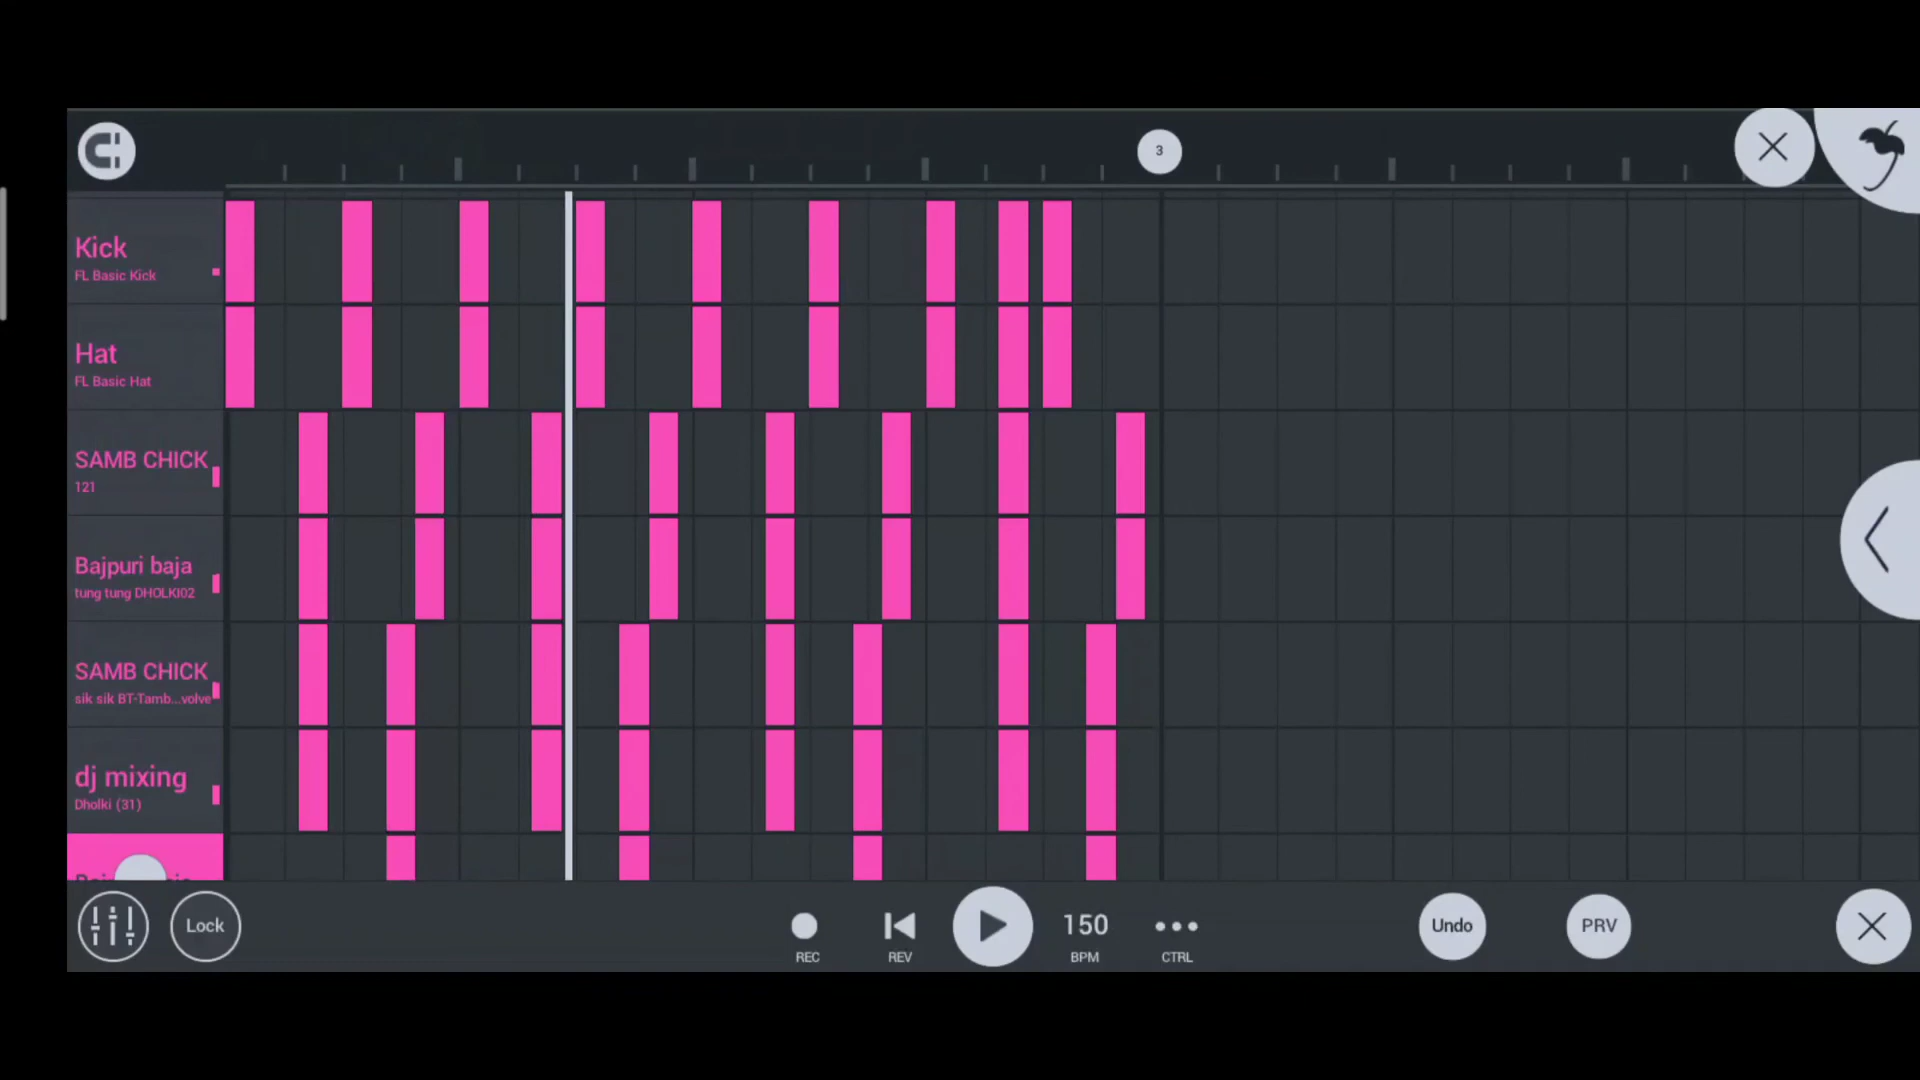 3
Kick
FL Basic Kick
Hat
FL Basic Hat
SAMB CHICK
121
Bajpuri baja
tung tung DHOLKI02
SAMB CHICK
sik sik BT-Tamb...volve
dj mixing
Dholki (31)
Lock
REC
REV
150
BPM
CTRL
Undo
PRV